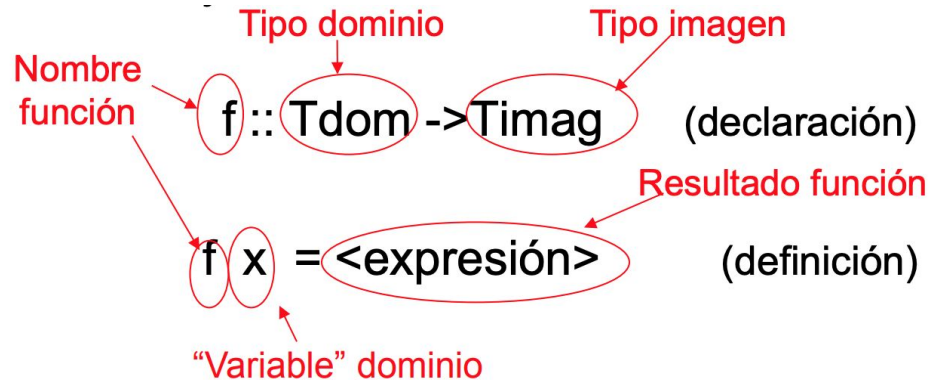 Tipo dominio
Tipo imagen
Nombre
función
f :: Tdom ->Timag (declaración)
Resultado función
f x = <expresión> (definición)
“Variable” dominio